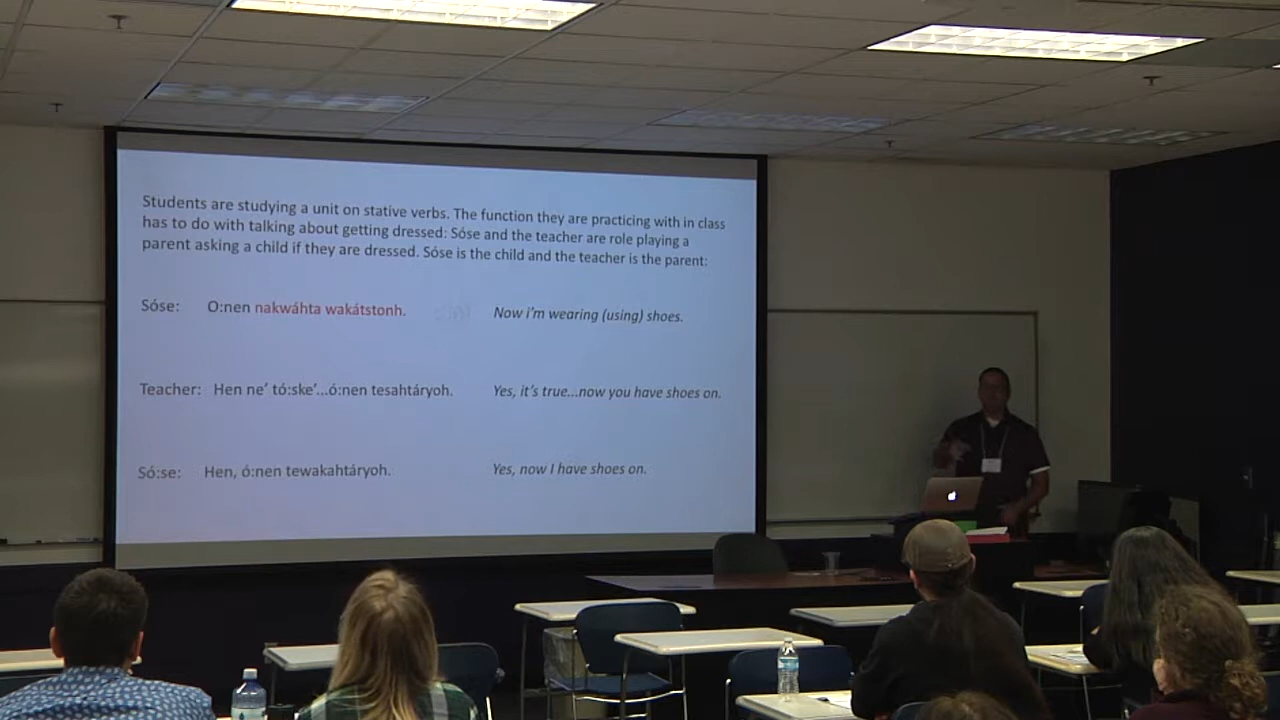 Students are studying a unit on stative verbs. The function they are practicing with in class
has to do with talking about getting dressed: Sóse and the teacher are role playing a
parent asking a child if they are dressed. Sóse is the child and the teacher is the parent:
Sóse: O:nen nakwáhta wakátstonh. Now i'm wearing (using) shoes.
Teacher: Hen ne' tó:ske'...ó:nen tesahtáryoh. Yes, it's true...now you have shoes on.
Só:se: Hen, ó:nen tewakahtáryoh. Yes, now I have shoes on.